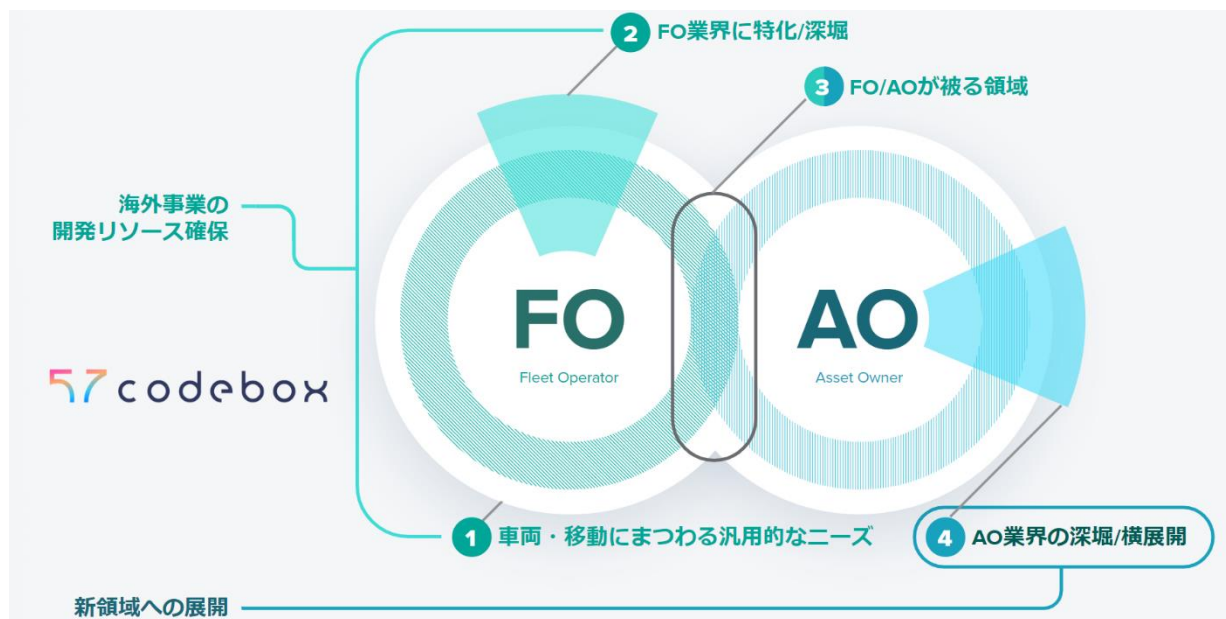 2 FO業界に特化/深堀
3 FO/AOが被る領域
海外事業の
開発リソース確保
FO
Fleet Operator
AO
Asset Owner
57 codebox
1 車両・移動にまつわる汎用的なニーズ
4 AO業界の深堀/横展開
新領域への展開